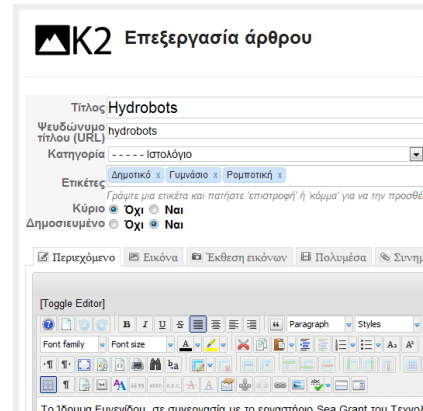 K2 Επεξεργασία άρθρου
Τίτλος Hydrobots
Ψευδώνυμο τίτλου (URL) hydrobots
Κατηγορία - - - - - Ιστολόγιο
Ετικέτες Δημοτικό x Γυμνάσιο x Ρομποτική x
Γράψτε μια ετικέτα και πατήστε 'επιστροφή' ή 'κόμμα' για να την προσθέ
Κύριο Όχι Ναι
Δημοσιευμένο Όχι Ναι
Περιεχόμενο Εικόνα Έκθεση εικόνων Πολυμέσα Συνημ
[Toggle Editor]
B I U S Paragraph Styles
Font family Font size A
Το Ίδρυμα Ευγενίδου, σε συνεργασία με το εργαστήριο Sea Grant του Τεχνολ